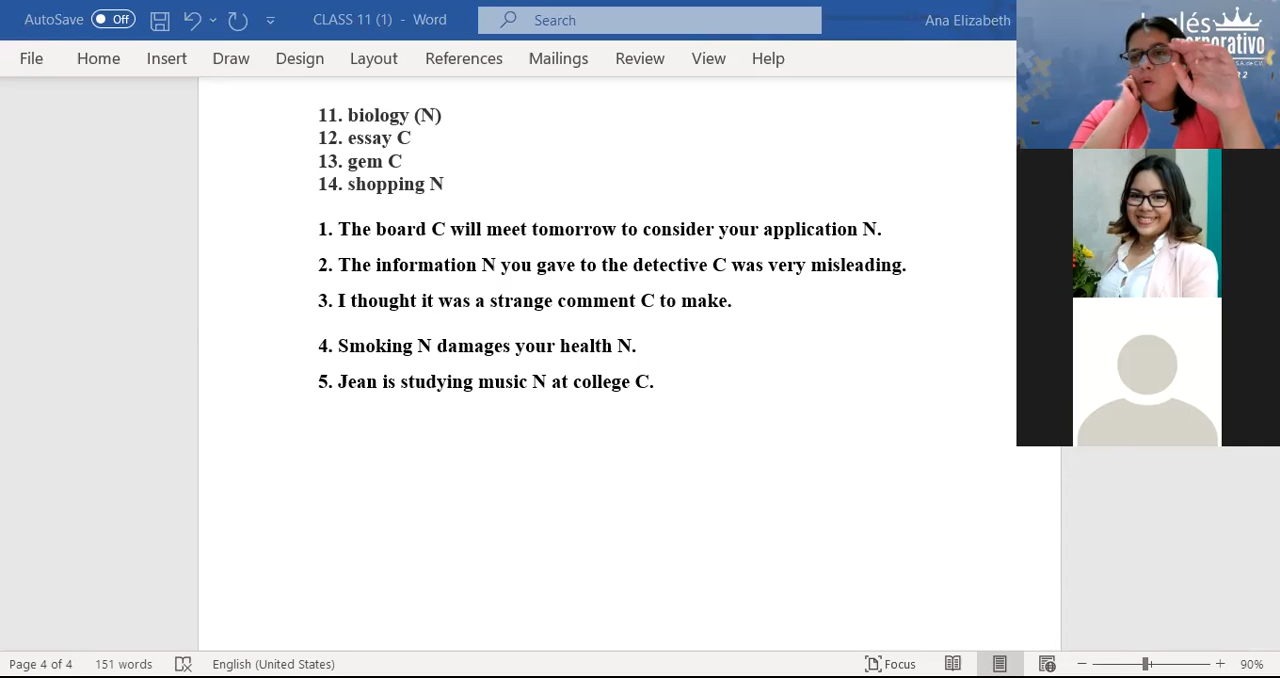 AutoSave Off CLASS 11 (1) - Word Search Ana Elizabeth
File Home Insert Draw Design Layout References Mailings Review View Help
Inglés
corporativo
S.A. de C.V.
R 2
11. biology (N)
12. essay C
13. gem C
14. shopping N
1. The board C will meet tomorrow to consider your application N.
2. The information N you gave to the detective C was very misleading.
3. I thought it was a strange comment C to make.
4. Smoking N damages your health N.
5. Jean is studying music N at college C.
Page 4 of 4 151 words English (United States) Focus 90%